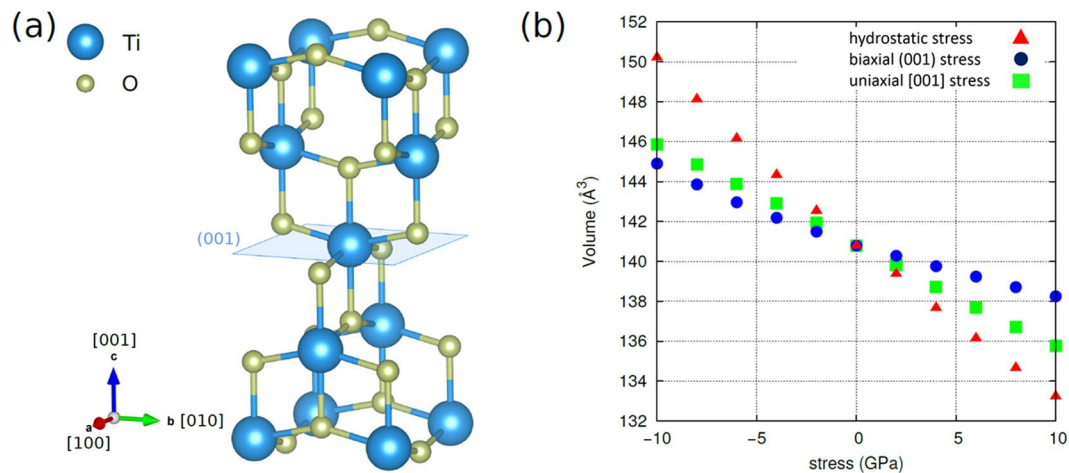 (a)
Ti
O
(001)
[001]
c
b
[010]
a
[100]
(b)
hydrostatic stress
biaxial (001) stress
uniaxial [001] stress
Volume (Å³)
152
150
148
146
144
142
140
138
136
134
132
−10
−5
0
5
10
stress (GPa)